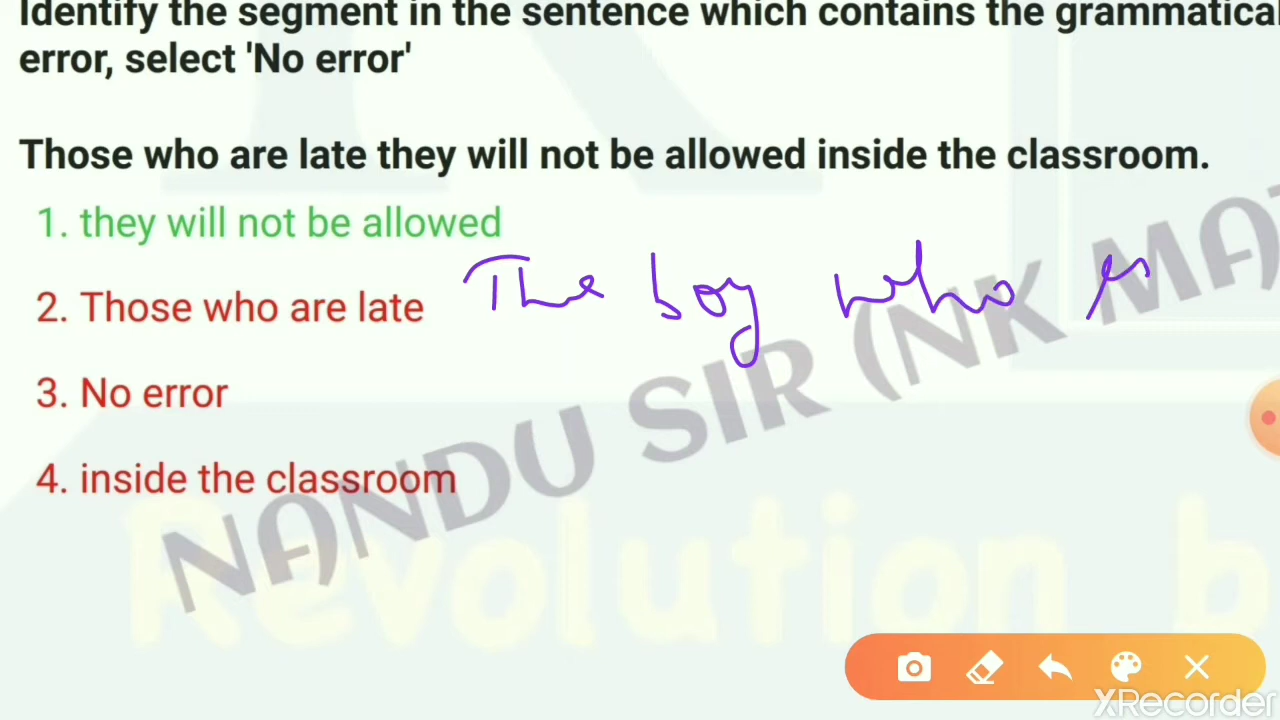 Identify the segment in the sentence which contains the grammatical
error, select 'No error'
Those who are late they will not be allowed inside the classroom.
1. they will not be allowed
The boy who
2. Those who are late
3. No error
4. inside the classroom
NANDU SIR (NK MAT
Revolution b
XRecorder